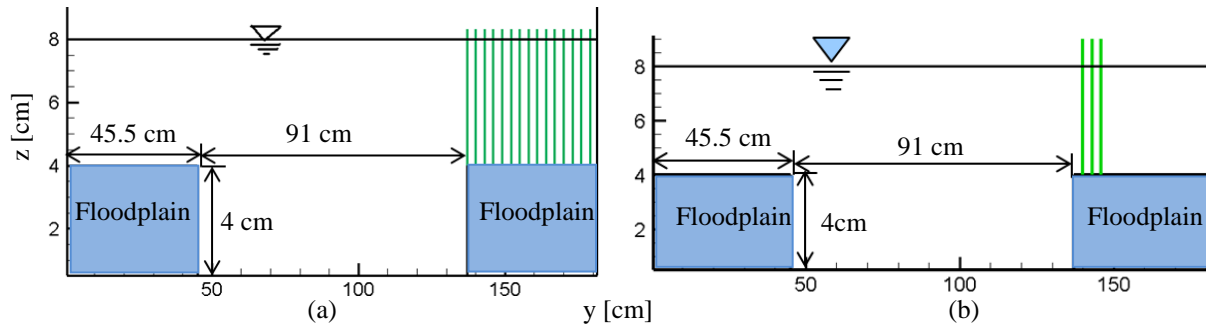 8
6
4
2
z [cm]
45.5 cm
91 cm
Floodplain
4 cm
Floodplain
50
100
150
(a)
y [cm]
8
6
4
2
45.5 cm
91 cm
Floodplain
4cm
Floodplain
50
100
150
(b)